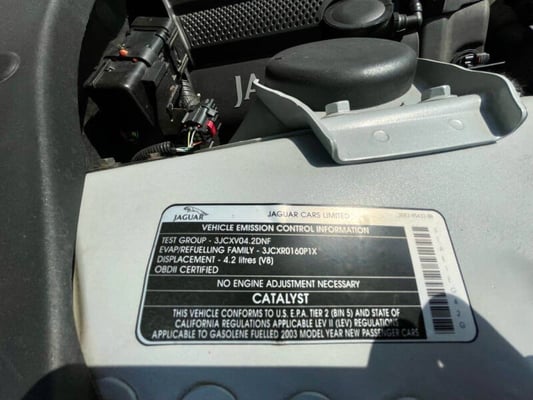 JA
JAGUAR
JAGUAR CARS LIMITED
VEHICLE EMISSION CONTROL INFORMATION
TEST GROUP - 3JCXV04.2DNF
EVAP/REFUELLING FAMILY - 3JCXR0160P1X
DISPLACEMENT - 4.2 litres (V8)
OBDII CERTIFIED
NO ENGINE ADJUSTMENT NECESSARY
CATALYST
THIS VEHICLE CONFORMS TO U.S. E.P.A. TIER 2 (BIN 5) AND STATE OF
CALIFORNIA REGULATIONS APPLICABLE LEV II (LEV) REGULATIONS
APPLICABLE TO GASOLENE FUELLED 2003 MODEL YEAR NEW PASSENGER CARS